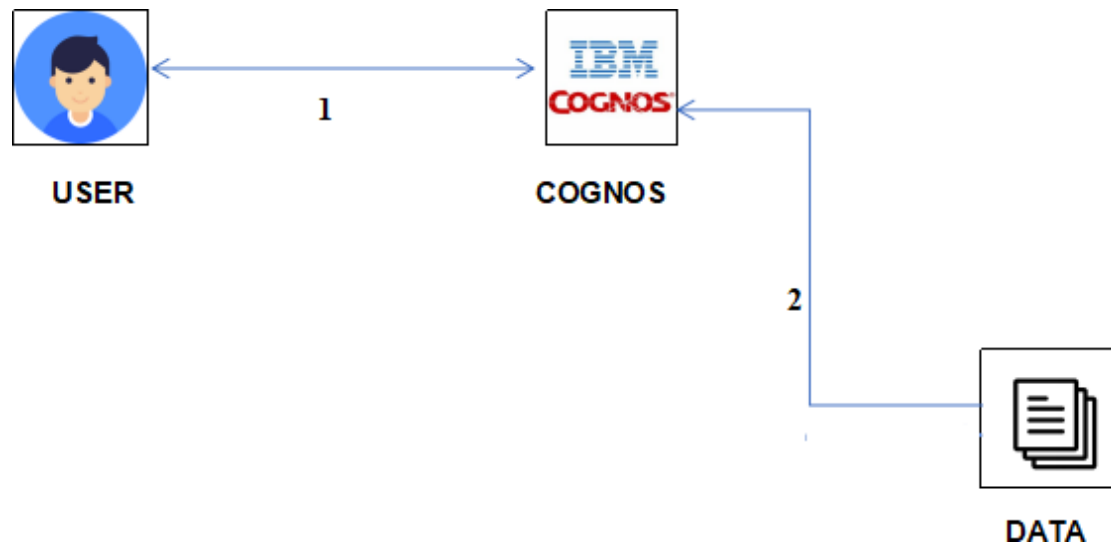 IBM
COGNOS
1
USER
COGNOS
2
DATA